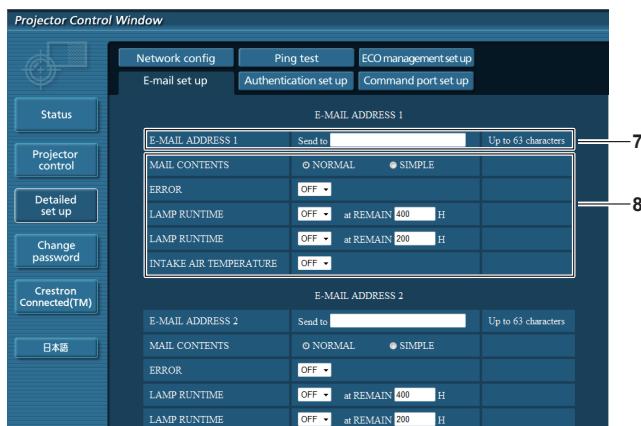 Projector Control Window
Network config Ping test ECO management set up
E-mail set up Authentication set up Command port set up
Status
Projector control
Detailed set up
Change password
Crestron Connected(TM)
日本語
E-MAIL ADDRESS 1
E-MAIL ADDRESS 1 Send to Up to 63 characters 7
MAIL CONTENTS NORMAL SIMPLE
ERROR OFF
8
LAMP RUNTIME OFF at REMAIN 400 H
LAMP RUNTIME OFF at REMAIN 200 H
INTAKE AIR TEMPERATURE OFF
E-MAIL ADDRESS 2
E-MAIL ADDRESS 2 Send to Up to 63 characters
MAIL CONTENTS NORMAL SIMPLE
ERROR OFF
LAMP RUNTIME OFF at REMAIN 400 H
LAMP RUNTIME OFF at REMAIN 200 H